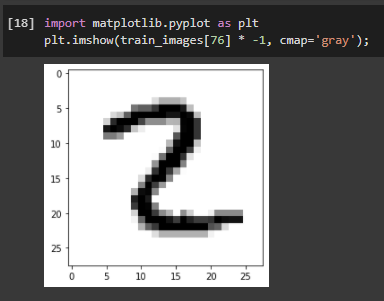 [18] import matplotlib.pyplot as plt
plt.imshow(train_images[76] * -1, cmap='gray');
0
5
10
15
20
25
0 5 10 15 20 25
2